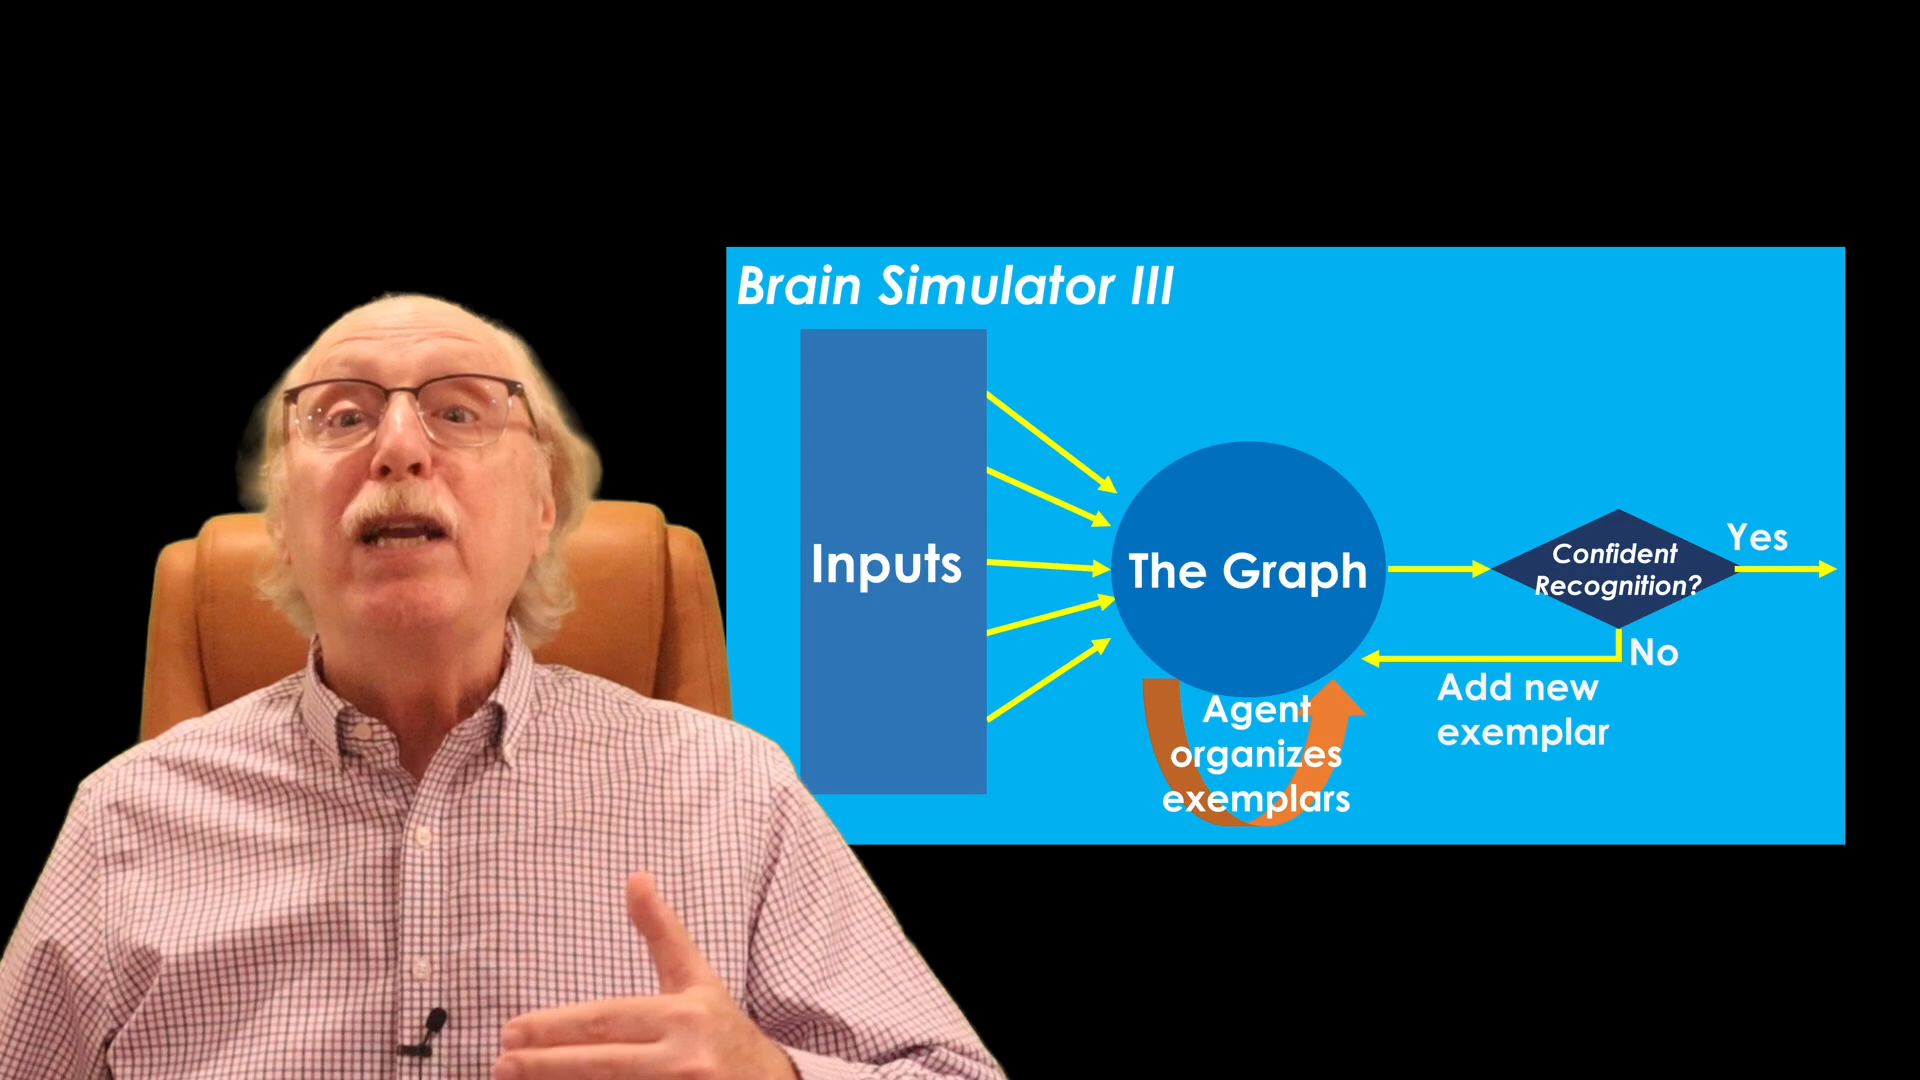 Brain Simulator III
Inputs
The Graph
Confident
Recognition?
Yes
No
Add new
exemplar
Agent
organizes
exemplars